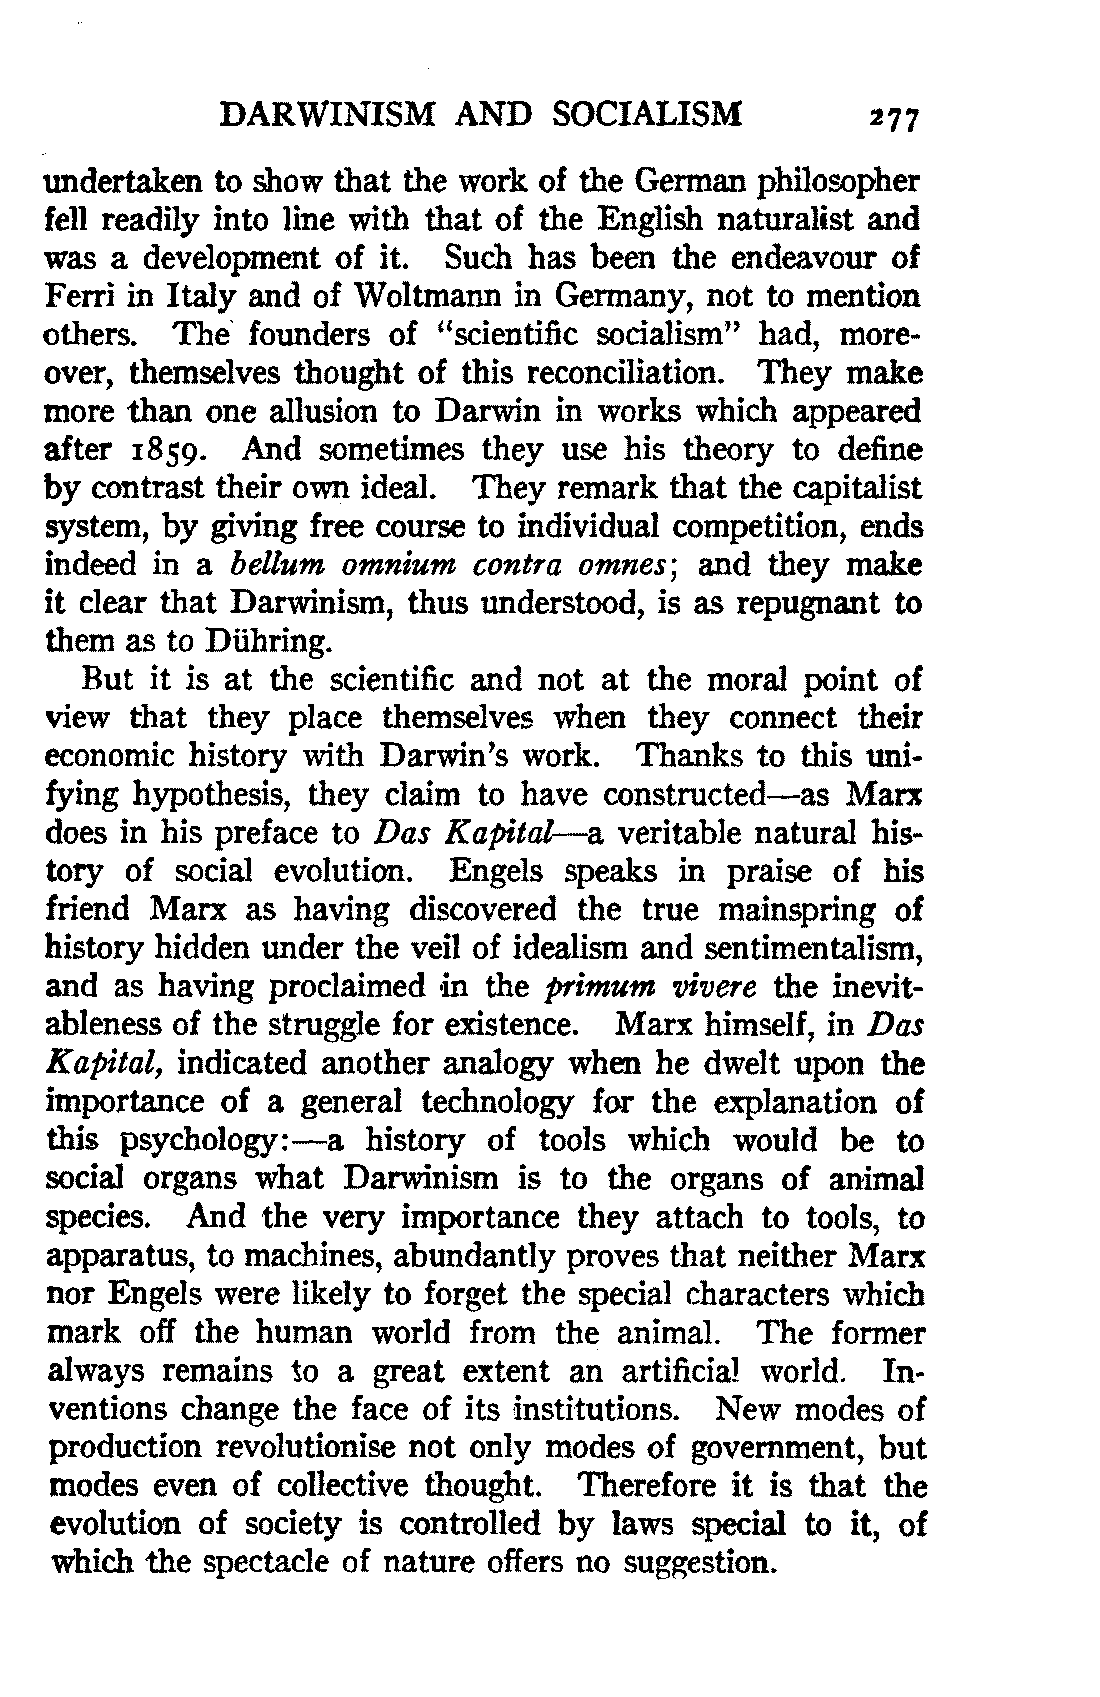 DARWINISM AND SOCIALISM 277
undertaken to show that the work of the German philosopher
fell readily into line with that of the English naturalist and
was a development of it. Such has been the endeavour of
Ferri in Italy and of Woltmann in Germany, not to mention
others. The founders of "scientific socialism" had, more-
over, themselves thought of this reconciliation. They make
more than one allusion to Darwin in works which appeared
after 1859. And sometimes they use his theory to define
by contrast their own ideal. They remark that the capitalist
system, by giving free course to individual competition, ends
indeed in a bellum omnium contra omnes; and they make
it clear that Darwinism, thus understood, is as repugnant to
them as to Dühring.
But it is at the scientific and not at the moral point of
view that they place themselves when they connect their
economic history with Darwin's work. Thanks to this uni-
fying hypothesis, they claim to have constructed—as Marx
does in his preface to Das Kapital—a veritable natural his-
tory of social evolution. Engels speaks in praise of his
friend Marx as having discovered the true mainspring of
history hidden under the veil of idealism and sentimentalism,
and as having proclaimed in the primum vivere the inevit-
ableness of the struggle for existence. Marx himself, in Das
Kapital, indicated another analogy when he dwelt upon the
importance of a general technology for the explanation of
this psychology:—a history of tools which would be to
social organs what Darwinism is to the organs of animal
species. And the very importance they attach to tools, to
apparatus, to machines, abundantly proves that neither Marx
nor Engels were likely to forget the special characters which
mark off the human world from the animal. The former
always remains to a great extent an artificial world. In-
ventions change the face of its institutions. New modes of
production revolutionise not only modes of government, but
modes even of collective thought. Therefore it is that the
evolution of society is controlled by laws special to it, of
which the spectacle of nature offers no suggestion.